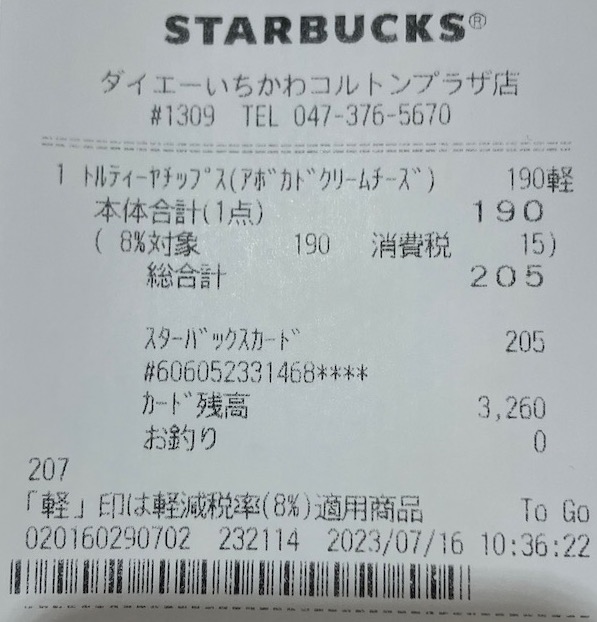 STARBUCKS®
ダイエーいちかわコルトンプラザ店
#1309 TEL 047-376-5670
1 ﾄﾙﾃｨｰﾔﾁｯﾌﾟｽ(ｱﾎﾞｶﾄﾞｸﾘｰﾑﾁｰｽﾞ) 190軽
本体合計(1点) 190
( 8%対象 190 消費税 15)
総合計 205
ｽﾀｰﾊﾞｯｸｽｶｰﾄﾞ 205
#606052331468****
ｶｰﾄﾞ残高 3,260
お釣り 0
207
「軽」印は軽減税率(8%)適用商品 To Go
020160290702 232114 2023/07/16 10:36:22